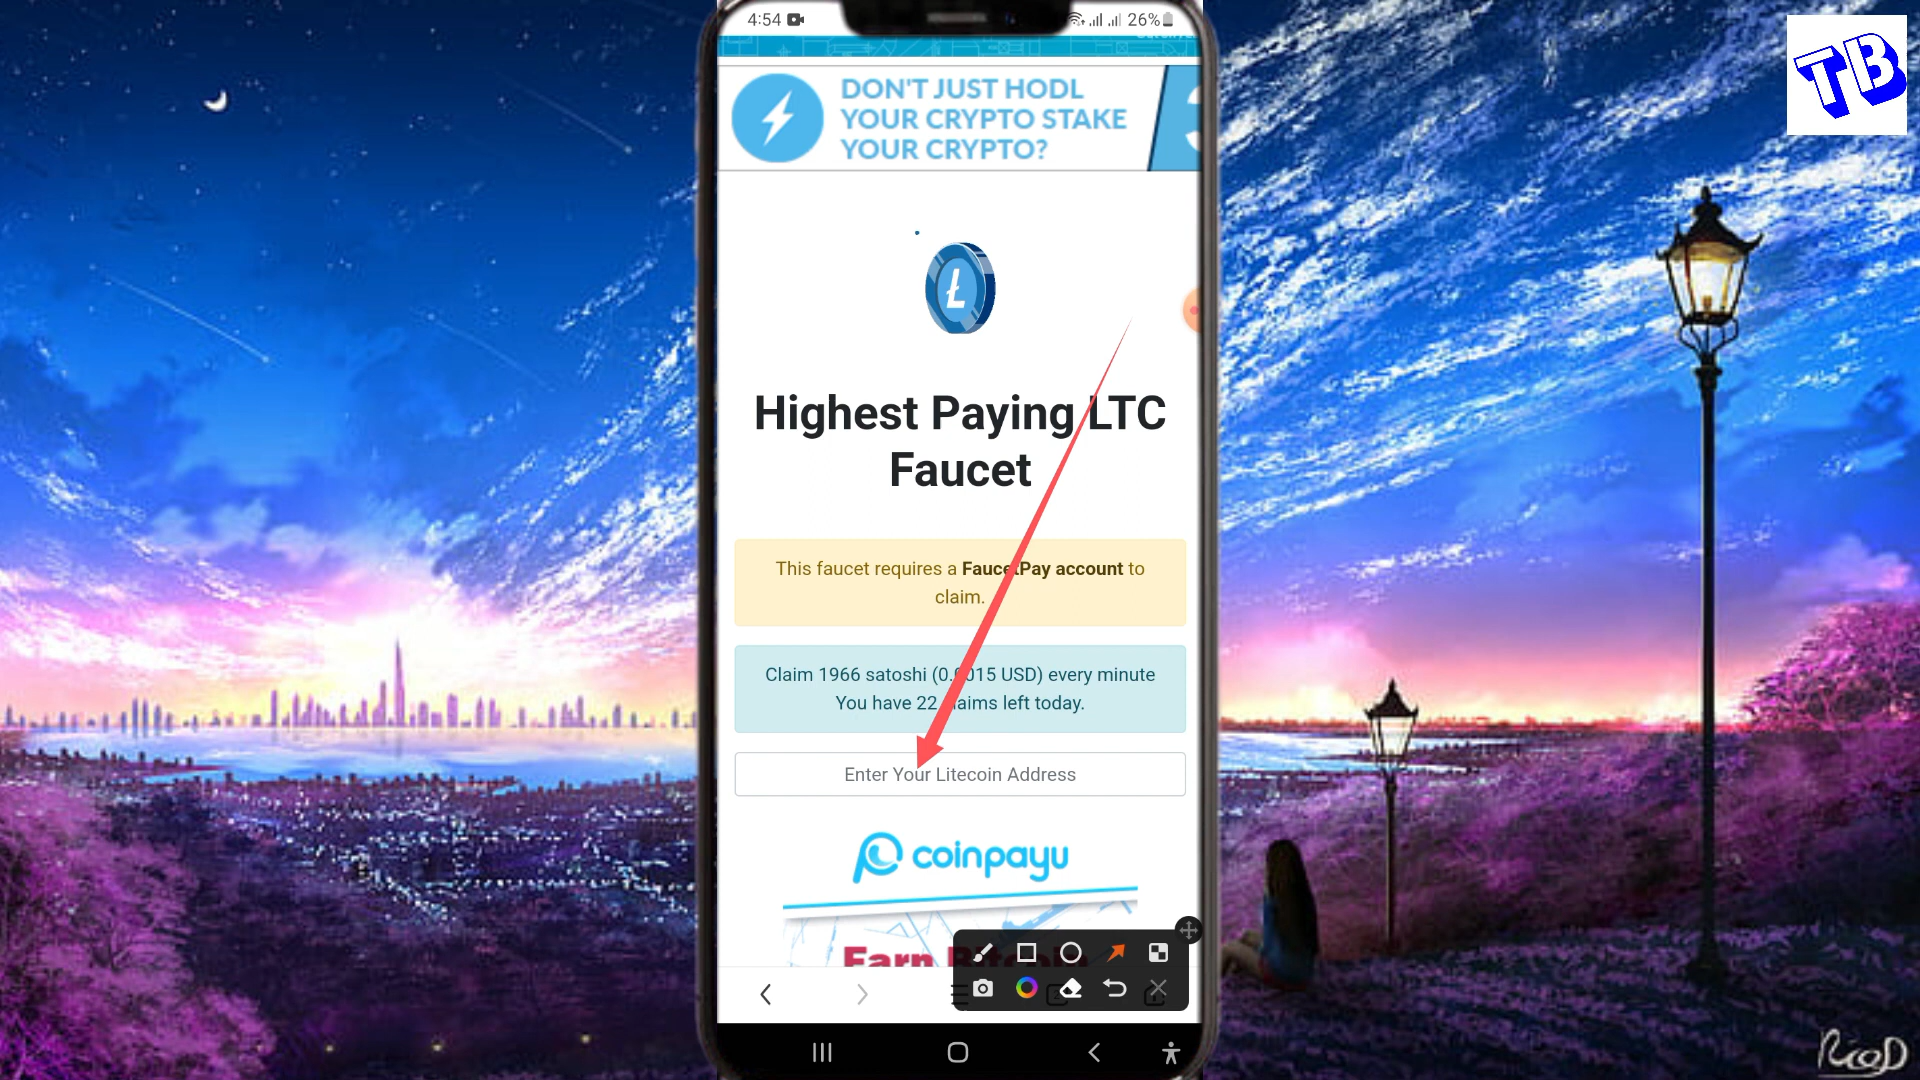 TB
4:54
26%
DON'T JUST HODL
YOUR CRYPTO STAKE
YOUR CRYPTO?
Highest Paying LTC
Faucet
This faucet requires a FaucetPay account to
claim.
Claim 1966 satoshi (0.0015 USD) every minute
You have 22 claims left today.
Enter Your Litecoin Address
coinpayu
Earn Bitcoin